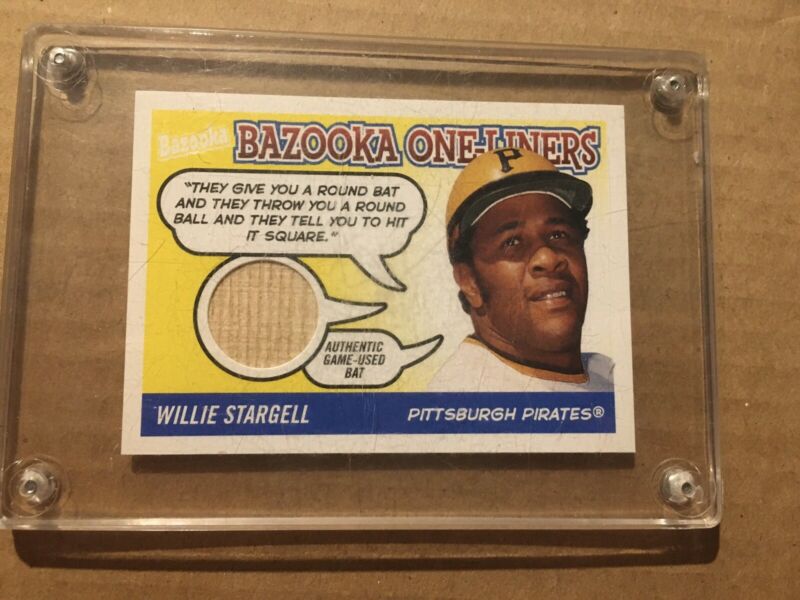 Bazooka
BAZOOKA ONE-LINERS
P
"THEY GIVE YOU A ROUND BAT
AND THEY THROW YOU A ROUND
BALL AND THEY TELL YOU TO HIT
IT SQUARE."
AUTHENTIC
GAME-USED
BAT
WILLIE STARGELL
PITTSBURGH PIRATES®